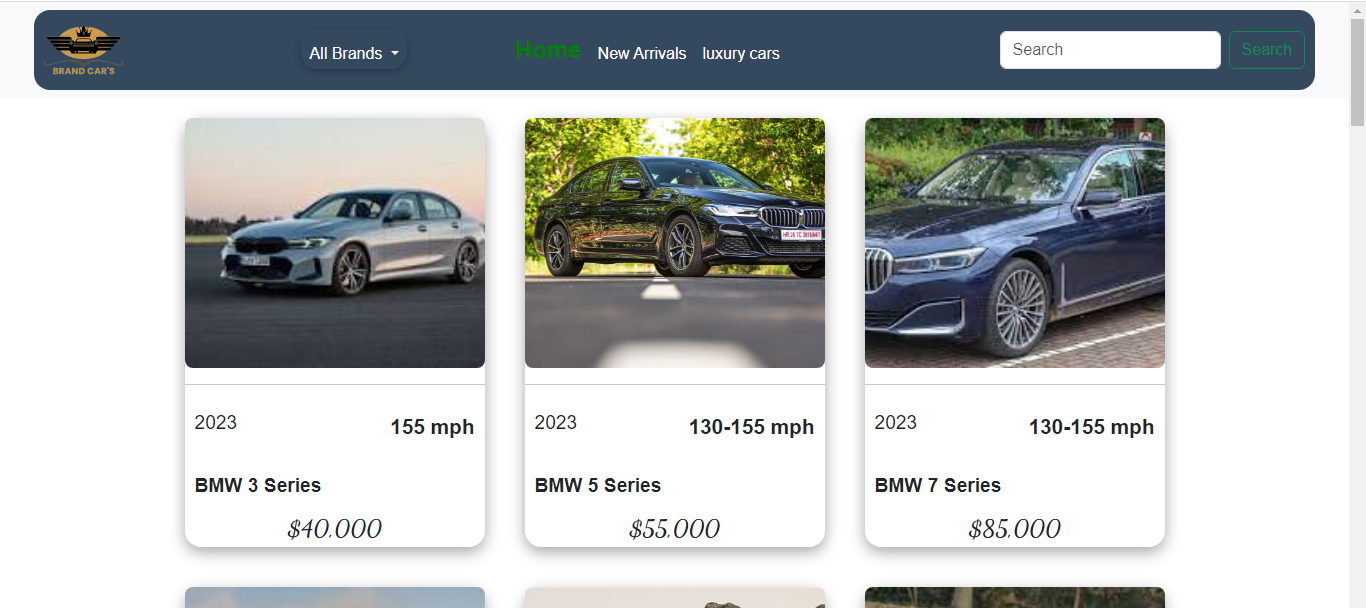 BRAND CAR'S
All Brands
Home
New Arrivals
luxury cars
Search
Search
2023
155 mph
BMW 3 Series
$40,000
2023
130-155 mph
BMW 5 Series
$55,000
2023
130-155 mph
BMW 7 Series
$85,000